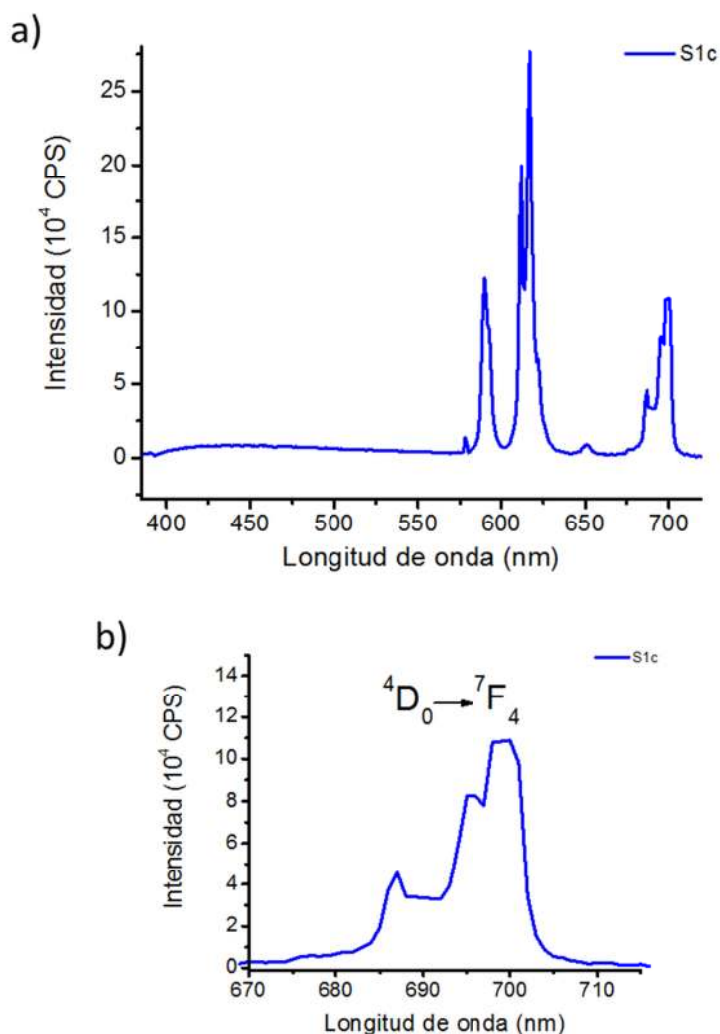 a)
S1c
Intensidad (10⁴ CPS)
25
20
15
10
5
0
400 450 500 550 600 650 700
Longitud de onda (nm)
b)
S1c
⁴D₀→⁷F₄
Intensidad (10⁴ CPS)
14
12
10
8
6
4
2
0
670 680 690 700 710
Longitud de onda (nm)